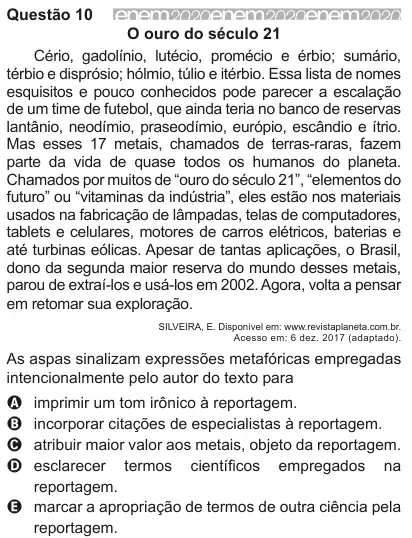 Questão 10 enem2020enem2020enem2020
O ouro do século 21
Cério, gadolínio, lutécio, promécio e érbio; sumário,
térbio e disprósio; hólmio, túlio e itérbio. Essa lista de nomes
esquisitos e pouco conhecidos pode parecer a escalação
de um time de futebol, que ainda teria no banco de reservas
lantânio, neodímio, praseodímio, európio, escândio e ítrio.
Mas esses 17 metais, chamados de terras-raras, fazem
parte da vida de quase todos os humanos do planeta.
Chamados por muitos de “ouro do século 21”, “elementos do
futuro” ou “vitaminas da indústria”, eles estão nos materiais
usados na fabricação de lâmpadas, telas de computadores,
tablets e celulares, motores de carros elétricos, baterias e
até turbinas eólicas. Apesar de tantas aplicações, o Brasil,
dono da segunda maior reserva do mundo desses metais,
parou de extraí-los e usá-los em 2002. Agora, volta a pensar
em retomar sua exploração.
SILVEIRA, E. Disponível em: www.revistaplaneta.com.br.
Acesso em: 6 dez. 2017 (adaptado).
As aspas sinalizam expressões metafóricas empregadas
intencionalmente pelo autor do texto para
A imprimir um tom irônico à reportagem.
B incorporar citações de especialistas à reportagem.
C atribuir maior valor aos metais, objeto da reportagem.
D esclarecer termos científicos empregados na
reportagem.
E marcar a apropriação de termos de outra ciência pela
reportagem.